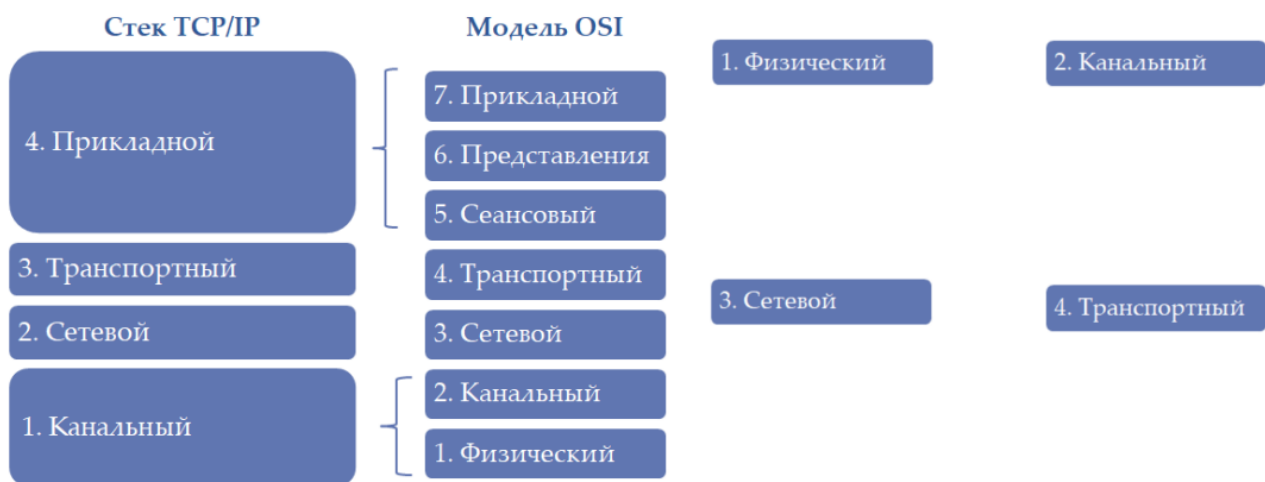 Стек TCP/IP
4. Прикладной
3. Транспортный
2. Сетевой
1. Канальный
Модель OSI
7. Прикладной
6. Представления
5. Сеансовый
4. Транспортный
3. Сетевой
2. Канальный
1. Физический
1. Физический
2. Канальный
3. Сетевой
4. Транспортный